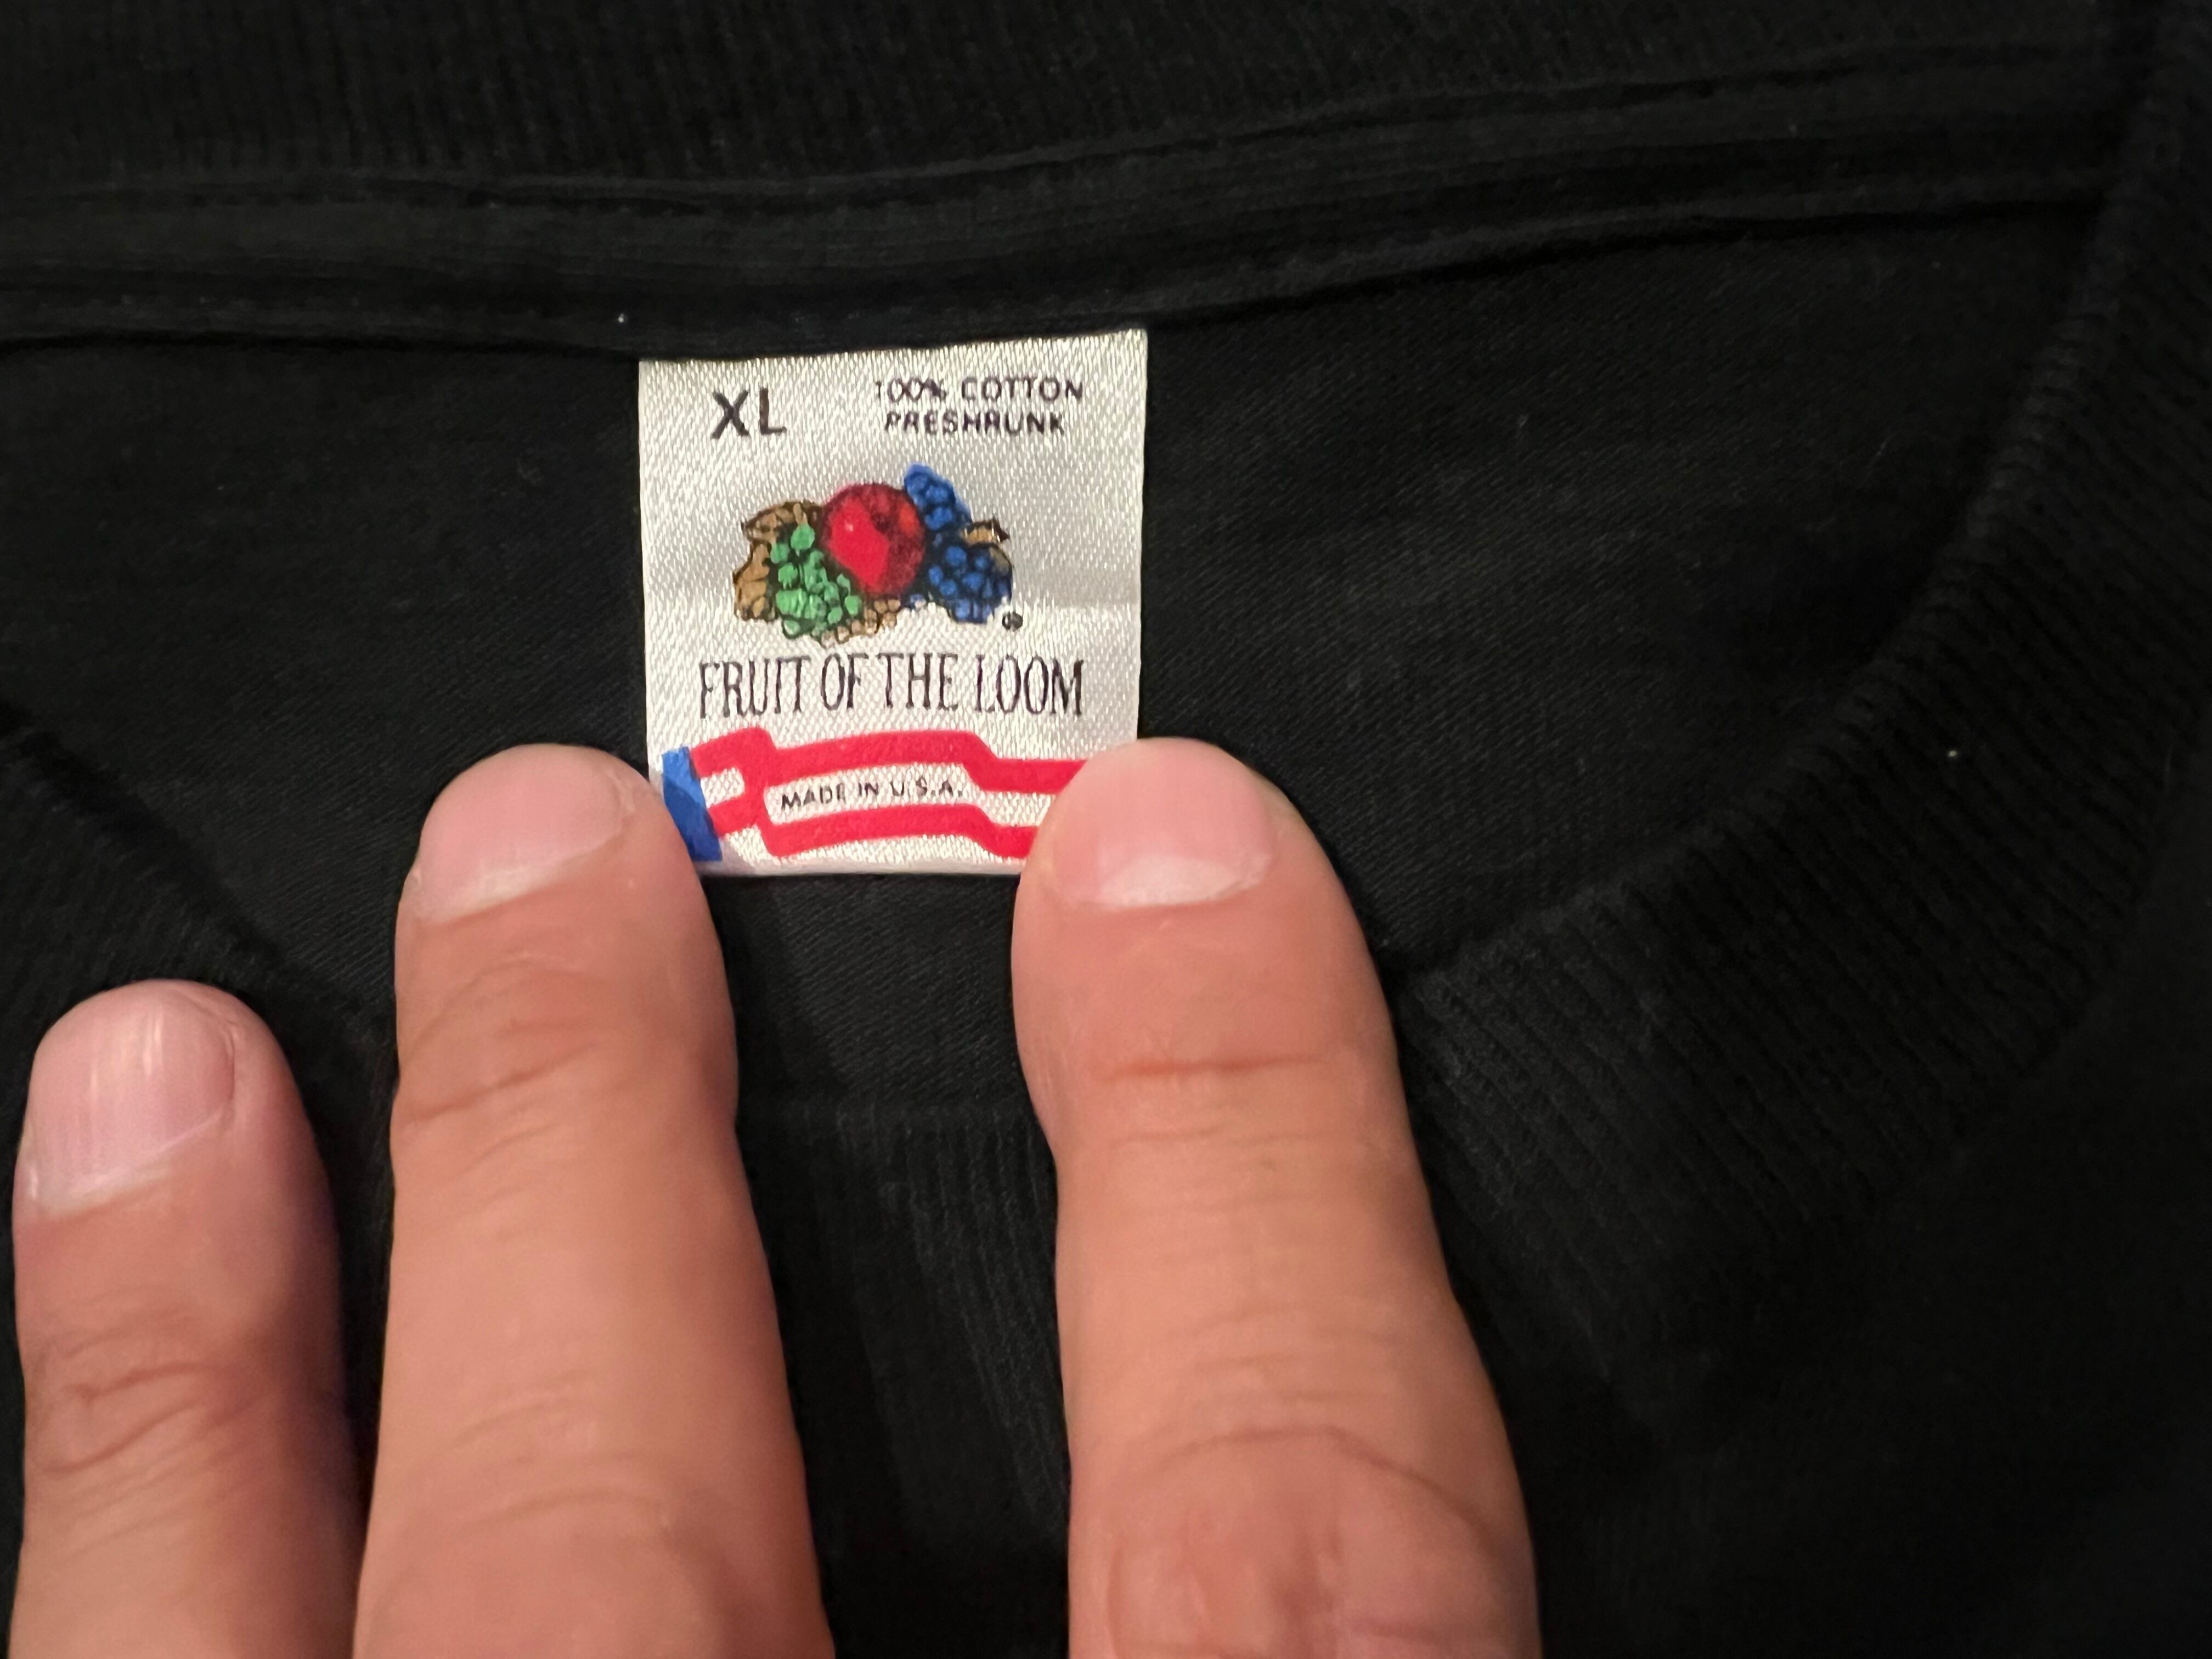 XL
100% COTTON
PRESHRUNK
®
FRUIT OF THE LOOM
MADE IN U.S.A.